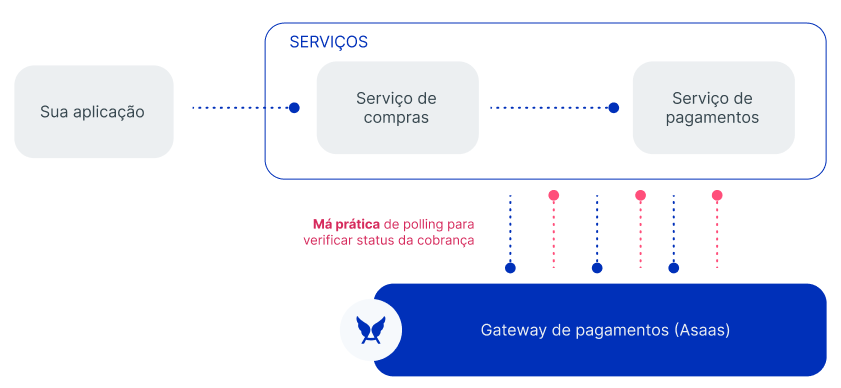 SERVIÇOS
Sua aplicação
Serviço de
compras
Serviço de
pagamentos
Má prática de polling para
verificar status da cobrança
Gateway de pagamentos (Asaas)